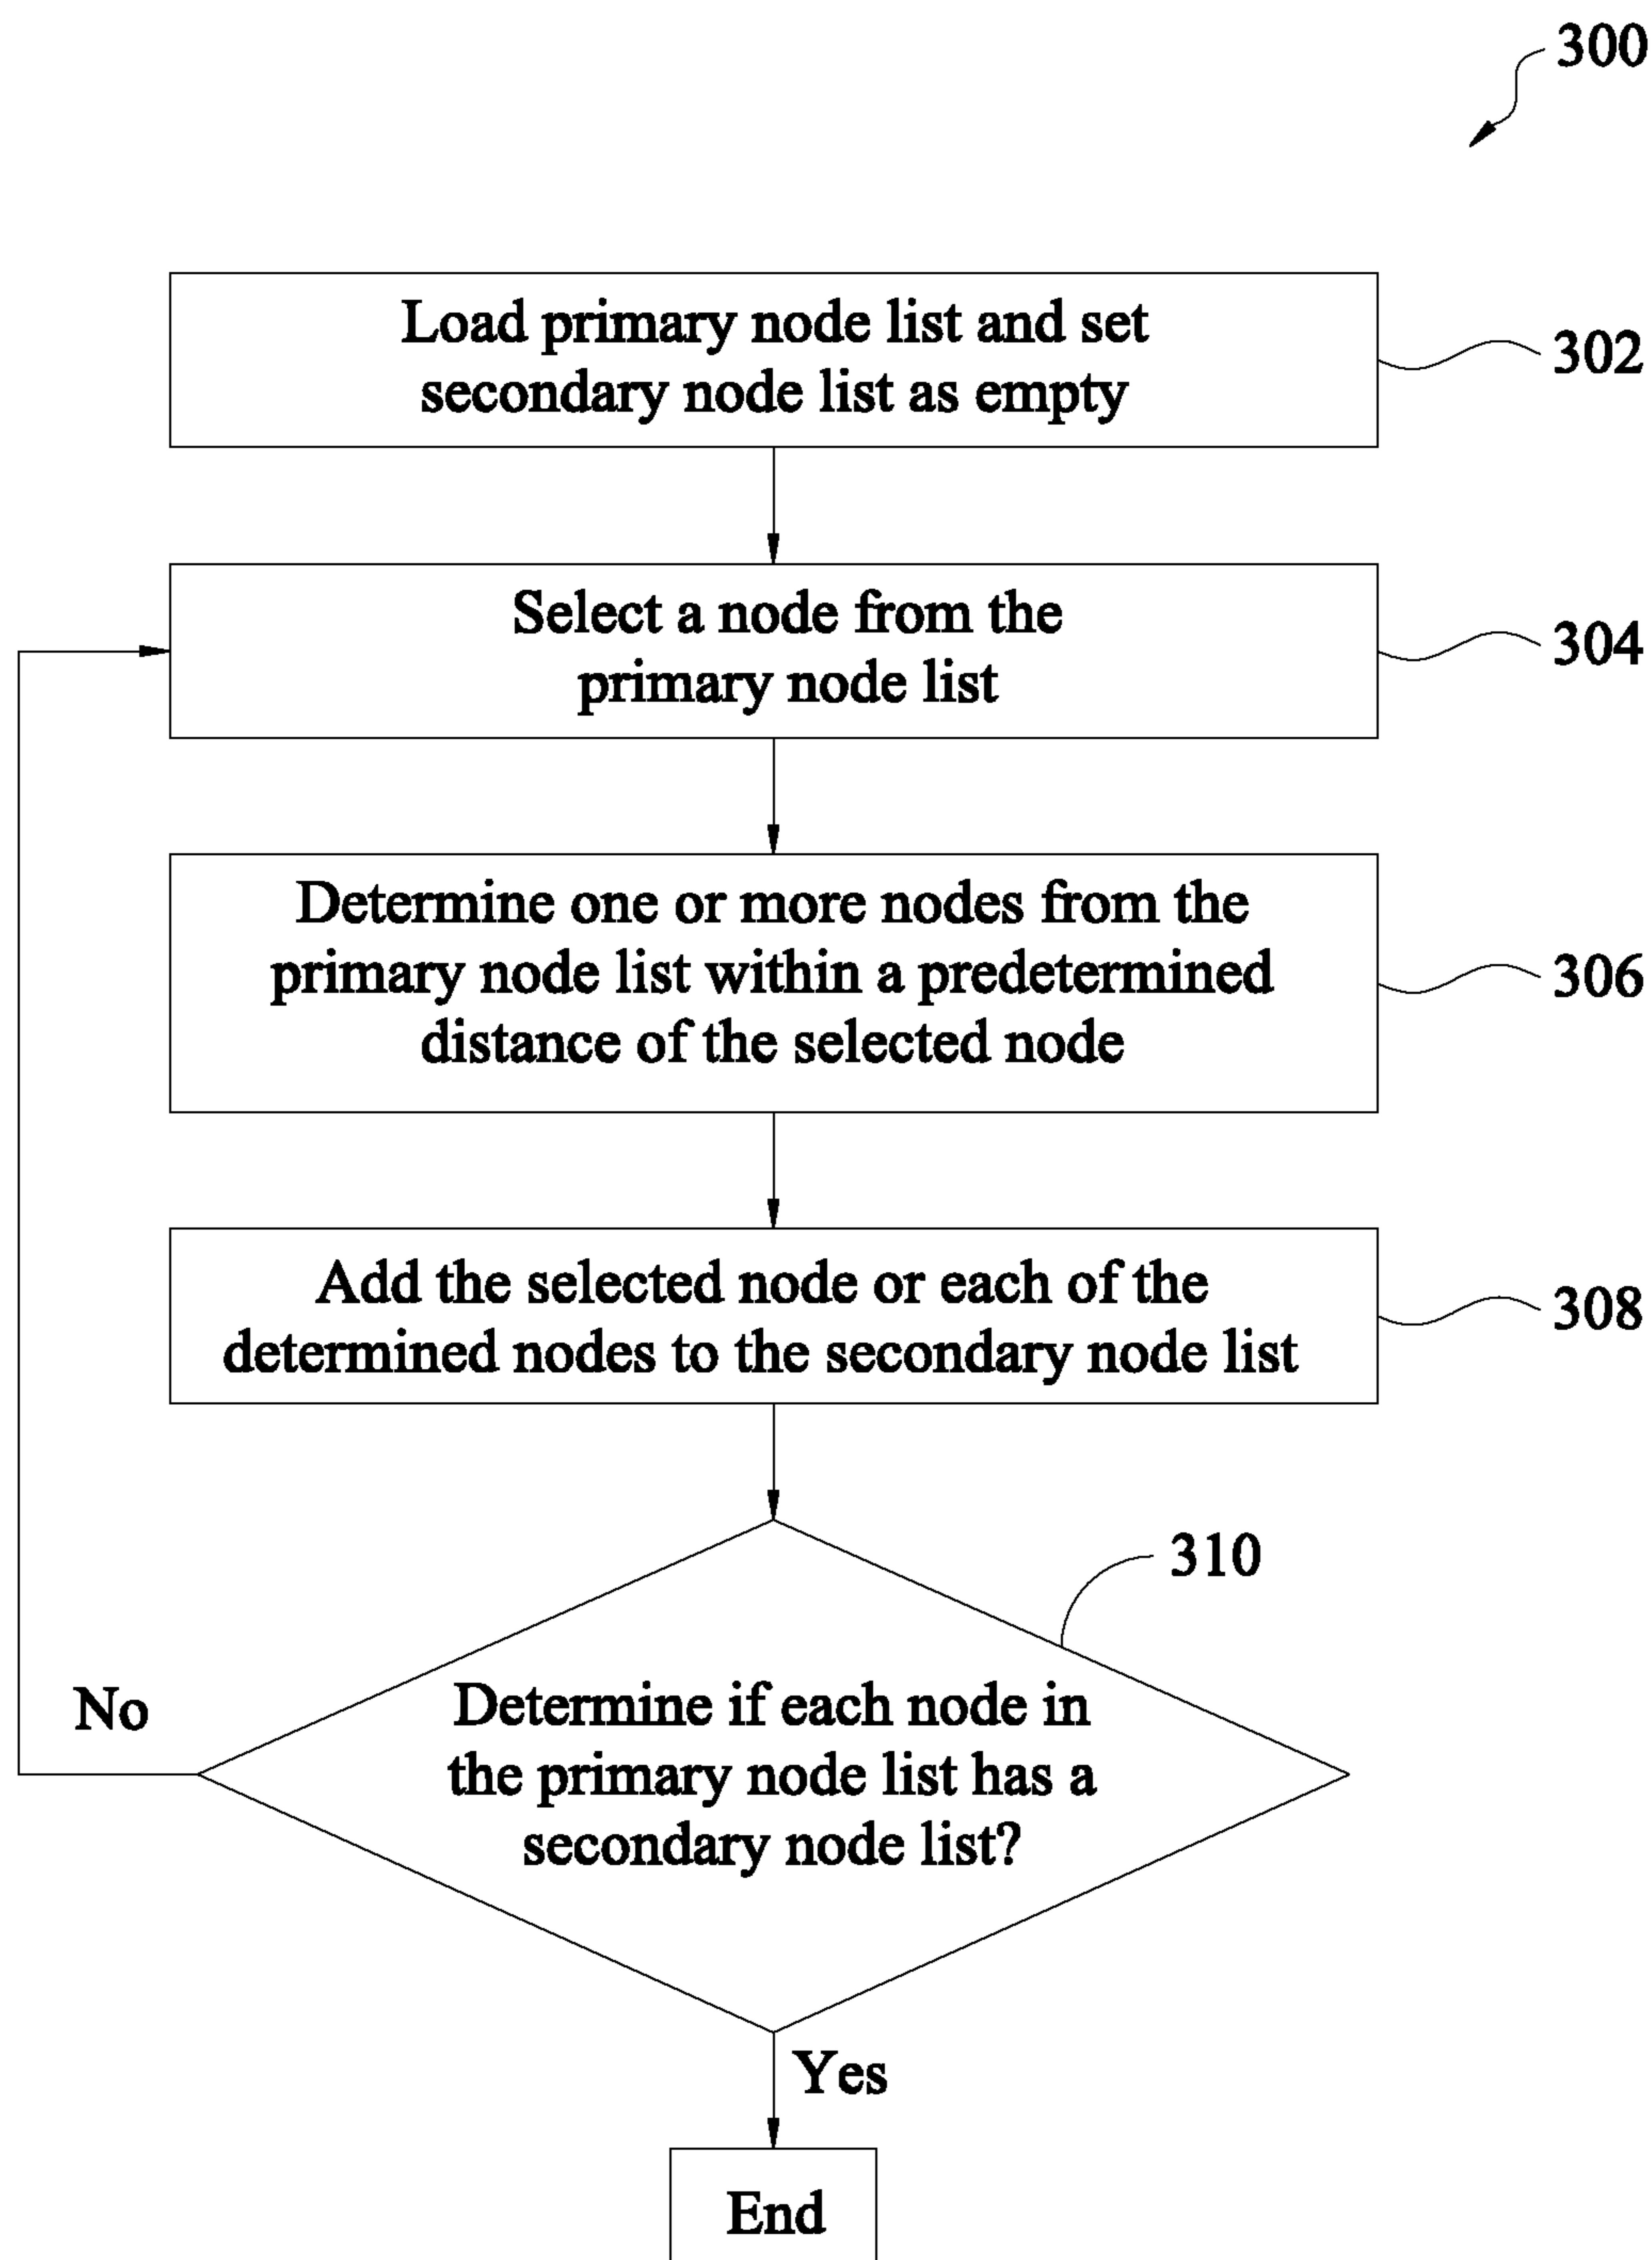 300
Load primary node list and set
secondary node list as empty
302
Select a node from the
primary node list
304
Determine one or more nodes from the
primary node list within a predetermined
distance of the selected node
306
Add the selected node or each of the
determined nodes to the secondary node list
308
310
Determine if each node in
the primary node list has a
secondary node list?
No
Yes
End